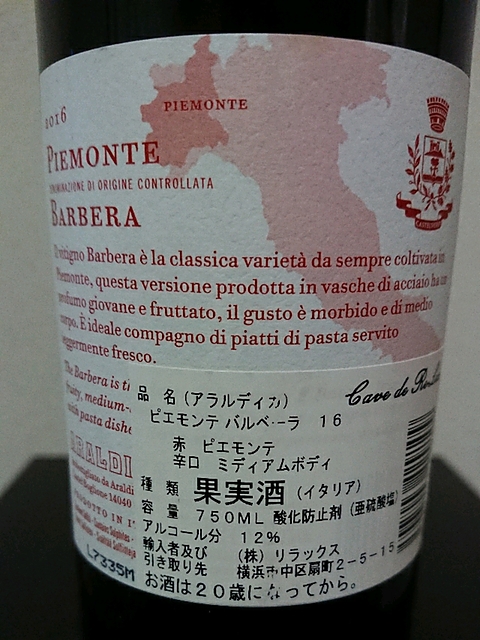 2016
PIEMONTE
PIEMONTE
DENOMINAZIONE DI ORIGINE CONTROLLATA
BARBERA
Il vitigno Barbera è la classica varietà da sempre coltivata in
Piemonte, questa versione prodotta in vasche di acciaio ha un
profumo giovane e fruttato, il gusto è morbido e di medio
corpo. È ideale compagno di piatti di pasta servito
leggermente fresco.
The Barbera is
medium-
with pasta
ARALDI
14040
品 名 (アラルディカ)
Cave de
ピエモンテ バルベーラ 16
赤 ピエモンテ
辛口 ミディアムボディ
種 類 果実酒 (イタリア)
容 量 750ML 酸化防止剤 (亜硫酸塩)
アルコール分 12%
輸入者及び (株) リラックス
引き取り先 横浜市中区扇町2-5-15
お酒は20歳になってから。
L7335M